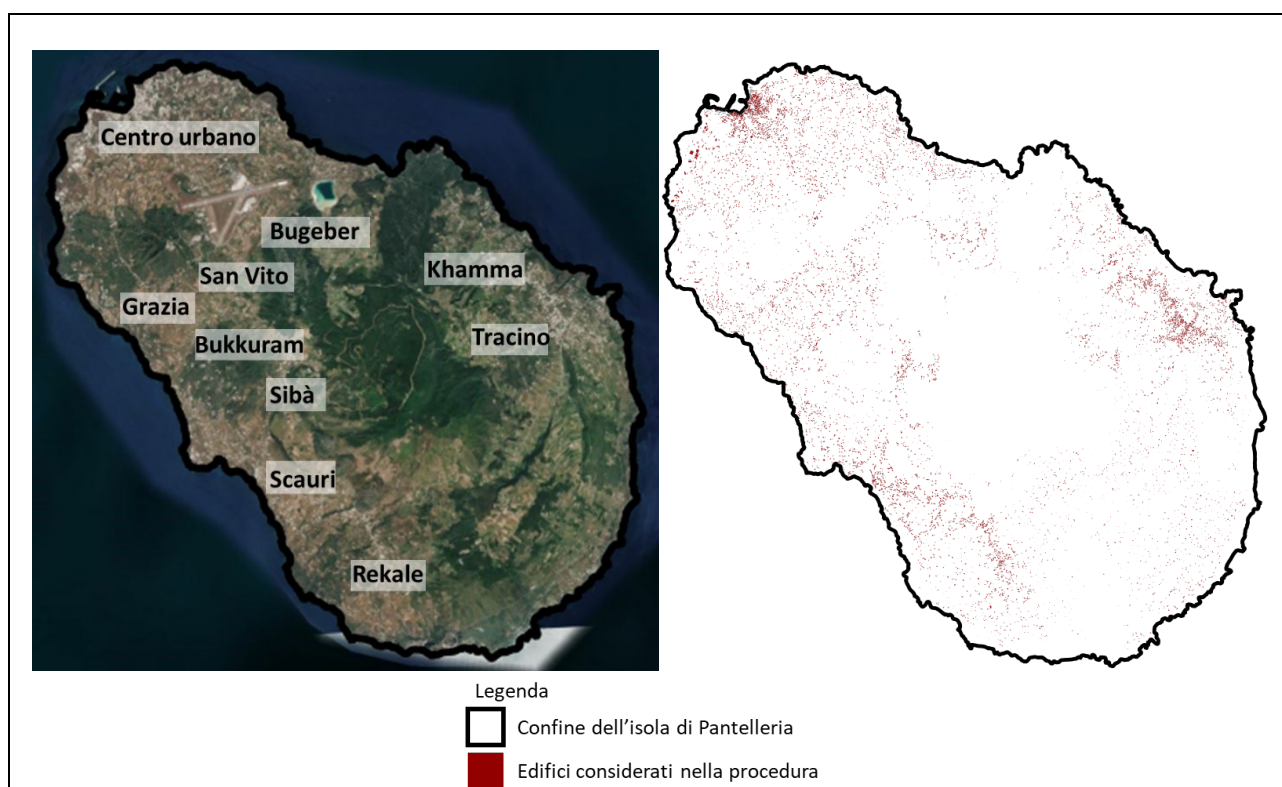 Centro urbano
Bugeber
San Vito
Khamma
Grazia
Bukkuram
Tracino
Sibà
Scauri
Rekale
Legenda
Confine dell’isola di Pantelleria
Edifici considerati nella procedura